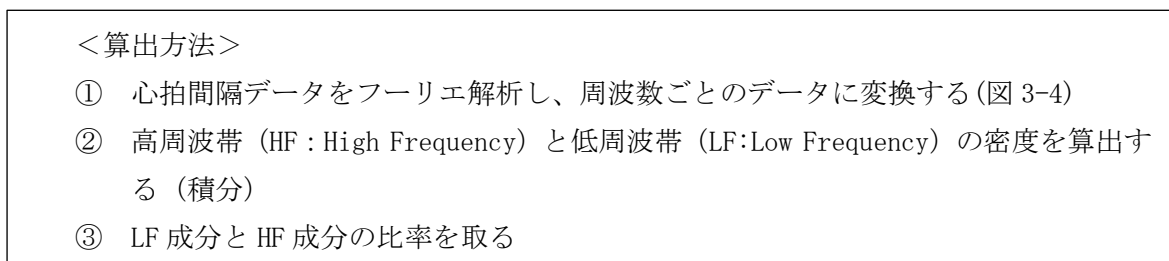 ＜算出方法＞
① 心拍間隔データをフーリエ解析し、周波数ごとのデータに変換する(図 3-4)
② 高周波帯（HF：High Frequency）と低周波帯（LF:Low Frequency）の密度を算出す
る（積分）
③ LF 成分と HF 成分の比率を取る